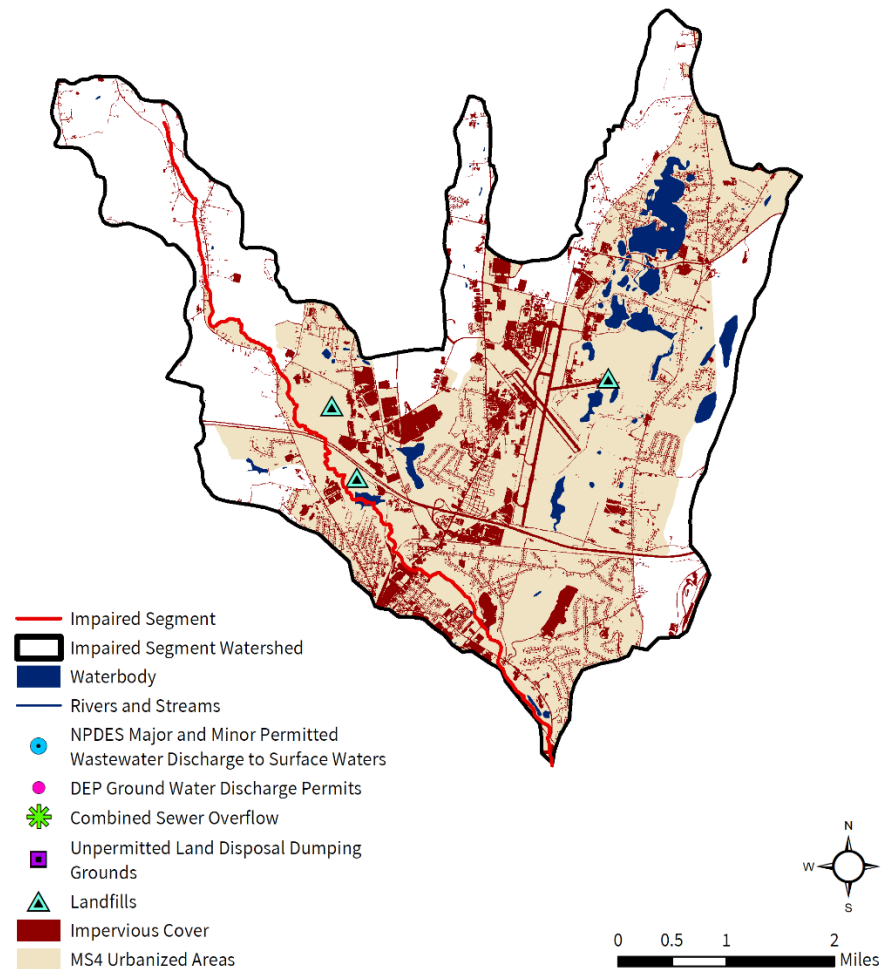 Impaired Segment
Impaired Segment Watershed
Waterbody
Rivers and Streams
NPDES Major and Minor Permitted
Wastewater Discharge to Surface Waters
DEP Ground Water Discharge Permits
Combined Sewer Overflow
Unpermitted Land Disposal Dumping
Grounds
Landfills
Impervious Cover
MS4 Urbanized Areas
N
W E
S
0 0.5 1 2
Miles